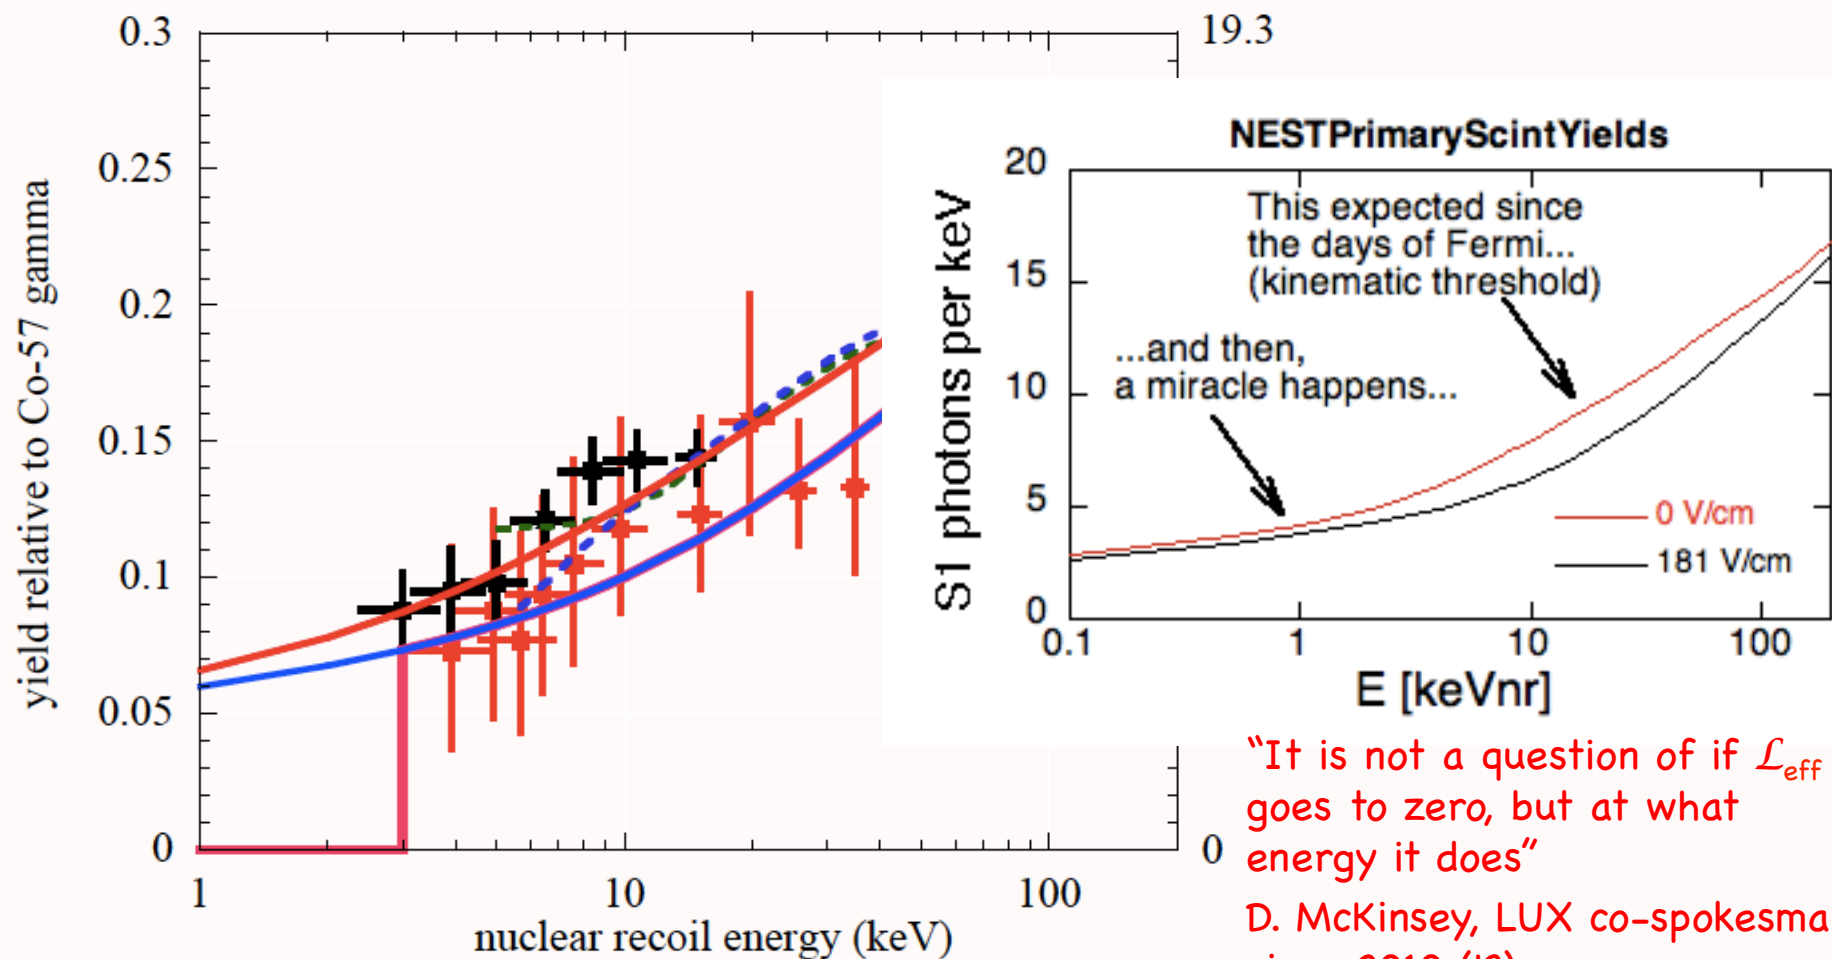 0.3
0.25
0.2
0.15
0.1
0.05
0
yield relative to Co-57 gamma
1
10
100
nuclear recoil energy (keV)
19.3
0
NESTPrimaryScintYields
S1 photons per keV
20
15
10
5
0
This expected since
the days of Fermi...
(kinematic threshold)
...and then,
a miracle happens...
0 V/cm
181 V/cm
0.1
1
10
100
E [keVnr]
“It is not a question of if ℒeff
goes to zero, but at what
energy it does”
D. McKinsey, LUX co-spokesma